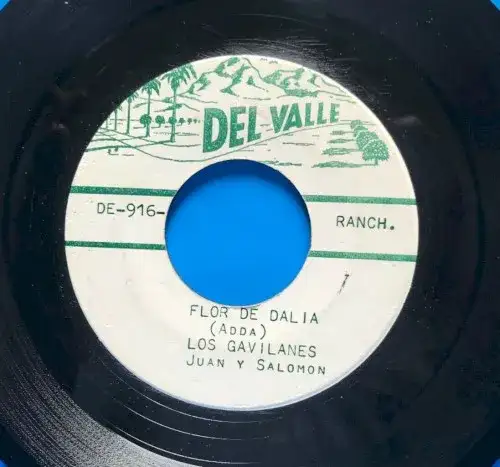 DEL VALLE
DE-916-
RANCH.
FLOR DE DALIA
(ADDA)
LOS GAVILANES
JUAN Y SALOMON